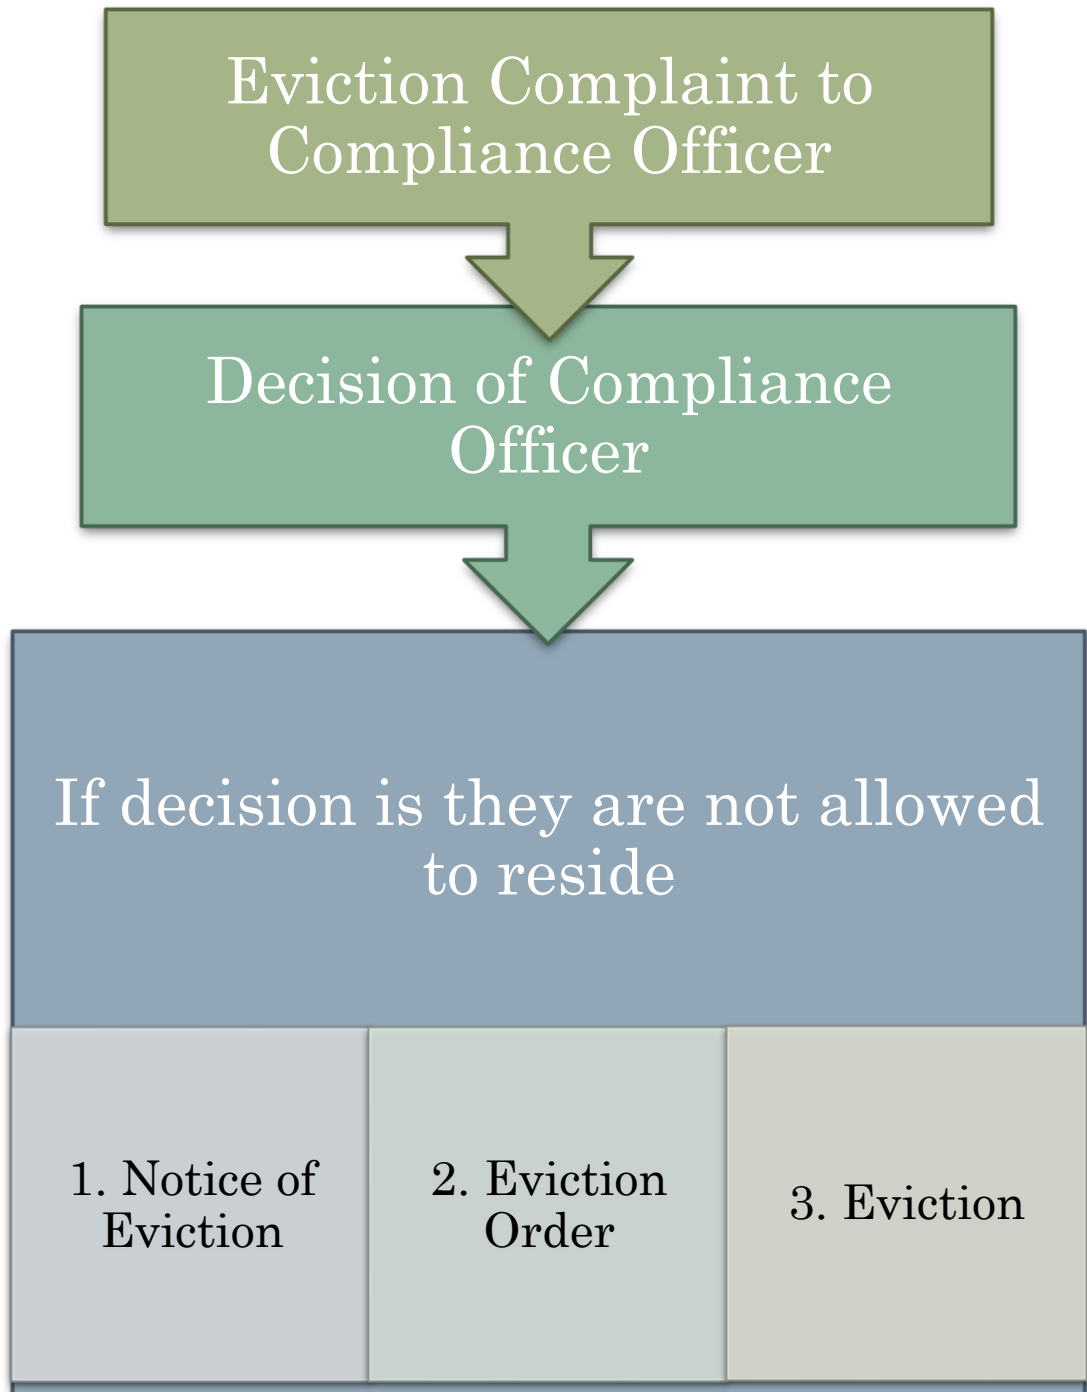 Eviction Complaint to
Compliance Officer
Decision of Compliance
Officer
If decision is they are not allowed
to reside
1. Notice of
Eviction
2. Eviction
Order
3. Eviction